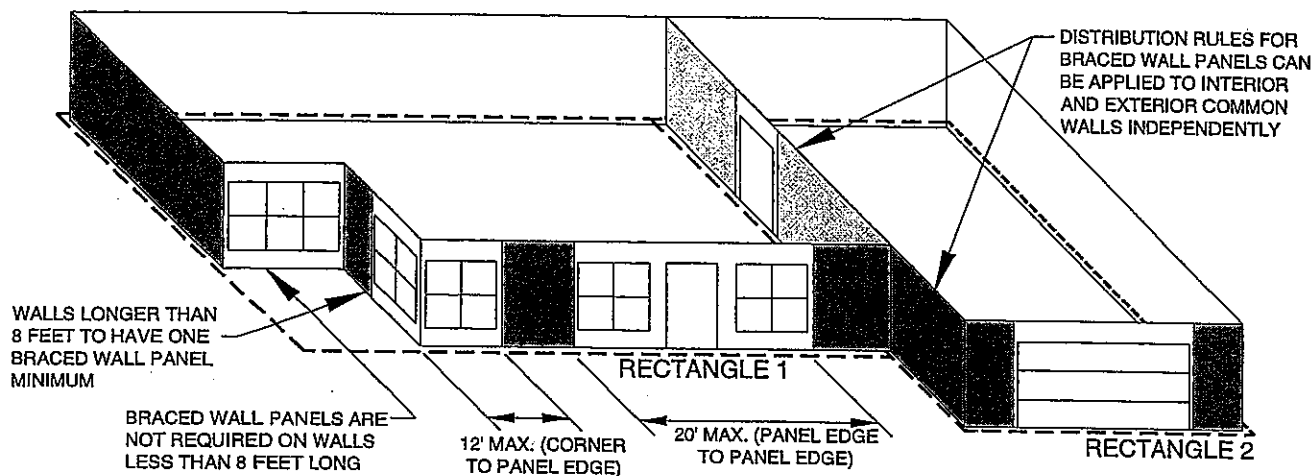 DISTRIBUTION RULES FOR
BRACED WALL PANELS CAN
BE APPLIED TO INTERIOR
AND EXTERIOR COMMON
WALLS INDEPENDENTLY
WALLS LONGER THAN
8 FEET TO HAVE ONE
BRACED WALL PANEL
MINIMUM
BRACED WALL PANELS ARE
NOT REQUIRED ON WALLS
LESS THAN 8 FEET LONG
12' MAX. (CORNER
TO PANEL EDGE)
20' MAX. (PANEL EDGE
TO PANEL EDGE)
RECTANGLE 1
RECTANGLE 2